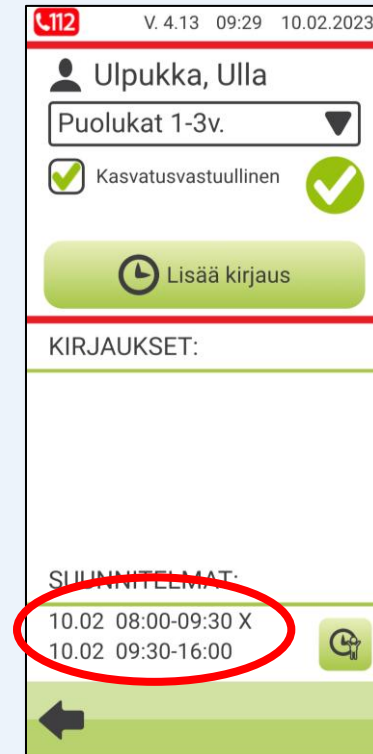 112 V. 4.13 09:29 10.02.2023
Ulpukka, Ulla
Puolukat 1-3v.
Kasvatusvastuullinen
Lisää kirjaus
KIRJAUKSET:
SUUNNITELMAT:
10.02 08:00-09:30 X
10.02 09:30-16:00